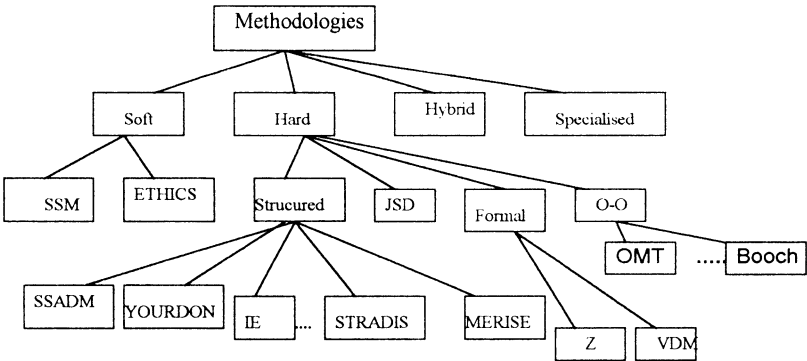 Methodologies
Soft
Hard
Hybrid
Specialised
SSM
ETHICS
Strucured
JSD
Formal
O-O
OMT ..... Booch
SSADM
YOURDON
IE .... STRADIS
MERISE
Z
VDM